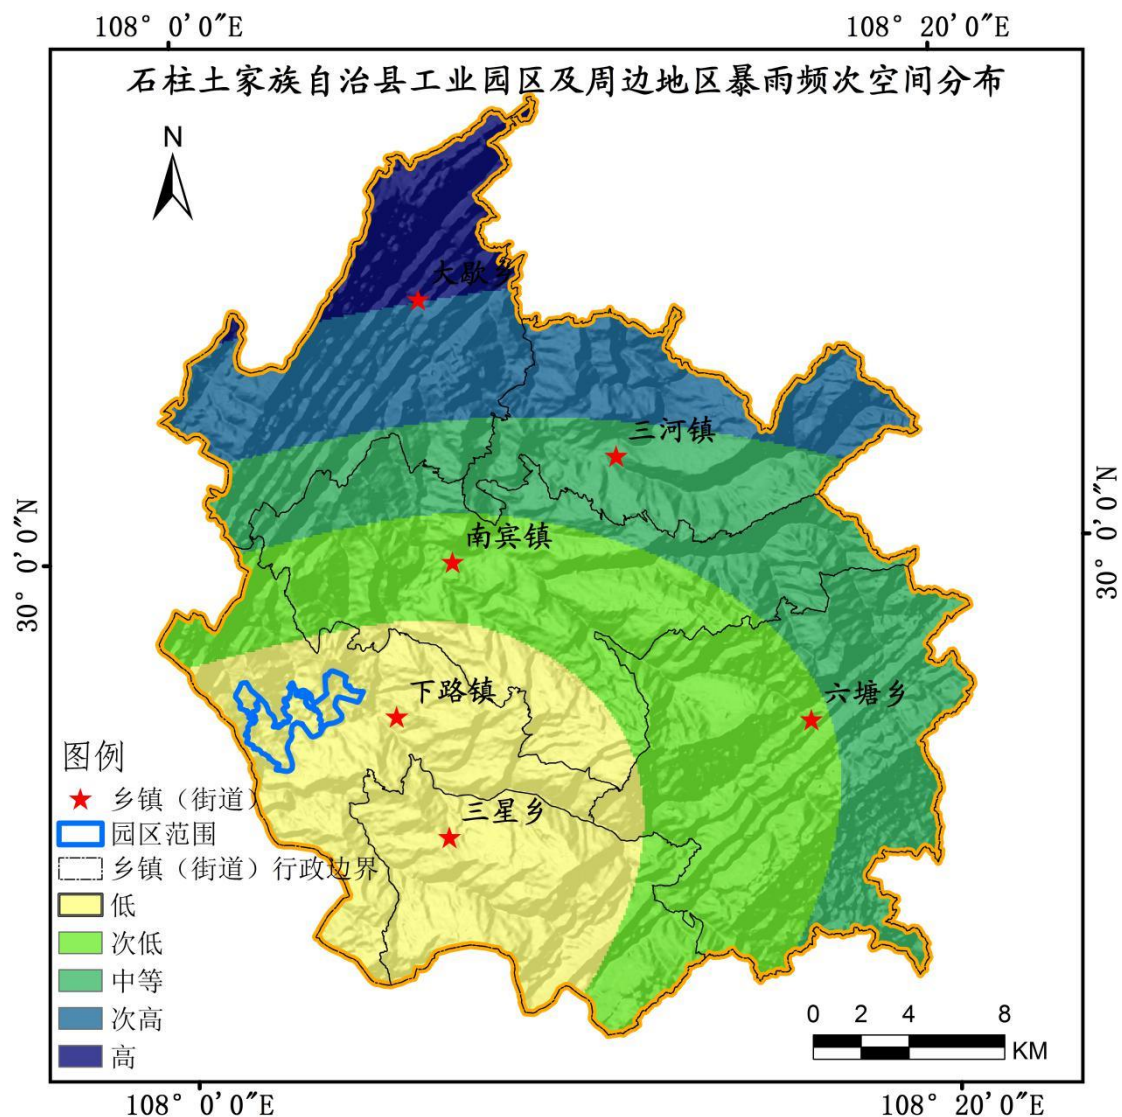 108° 0'0"E
108° 20'0"E
石柱土家族自治县工业园区及周边地区暴雨频次空间分布
N
大歇乡
三河镇
30° 0'0"N
30° 0'0"N
南宾镇
下路镇
六塘乡
三星乡
图例
乡镇（街道）
园区范围
乡镇（街道）行政边界
低
次低
中等
次高
高
0 2 4 8
KM
108° 0'0"E
108° 20'0"E